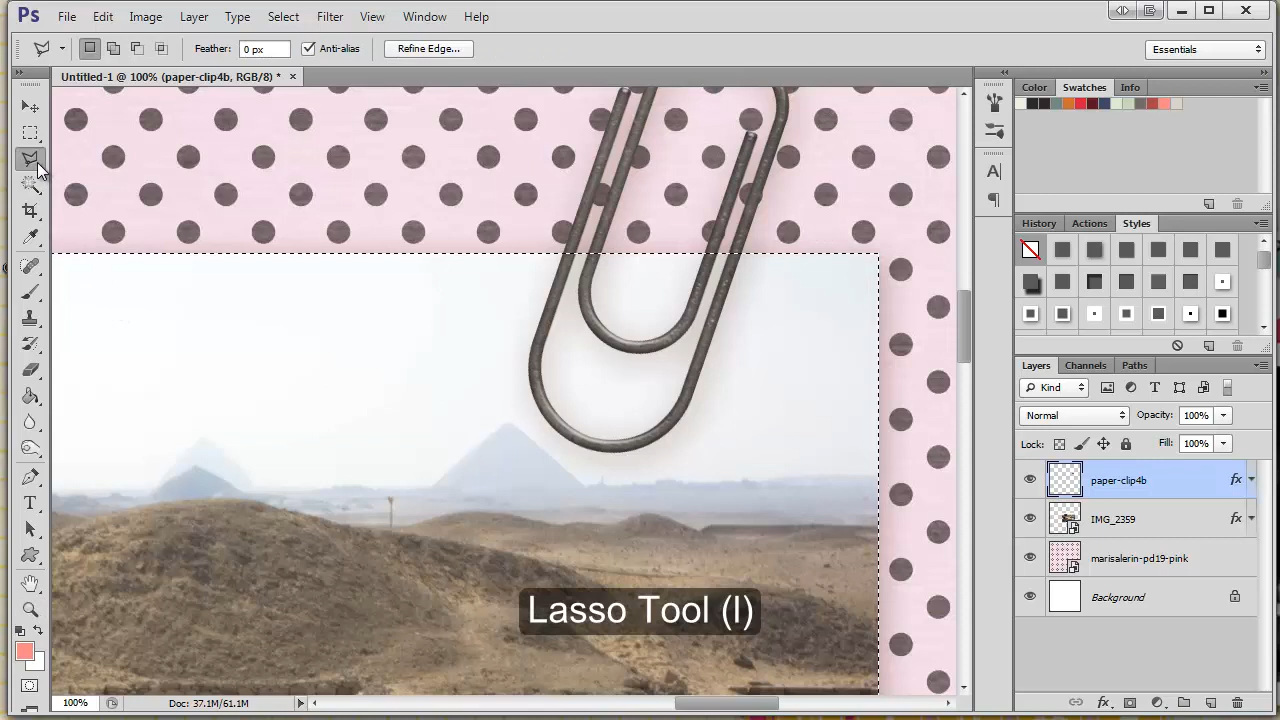 Ps File Edit Image Layer Type Select Filter View Window Help
Feather: 0 px Anti-alias Refine Edge... Essentials
Untitled-1 @ 100% (paper-clip4b, RGB/8) * ×
Color Swatches Info
A
History Actions Styles
Layers Channels Paths
Kind T
Normal Opacity: 100%
Lock: Fill: 100%
paper-clip4b fx
IMG_2359 fx
marisalerin-pd19-pink
Background
T
Lasso Tool (l)
100% Doc: 37.1M/61.1M fx